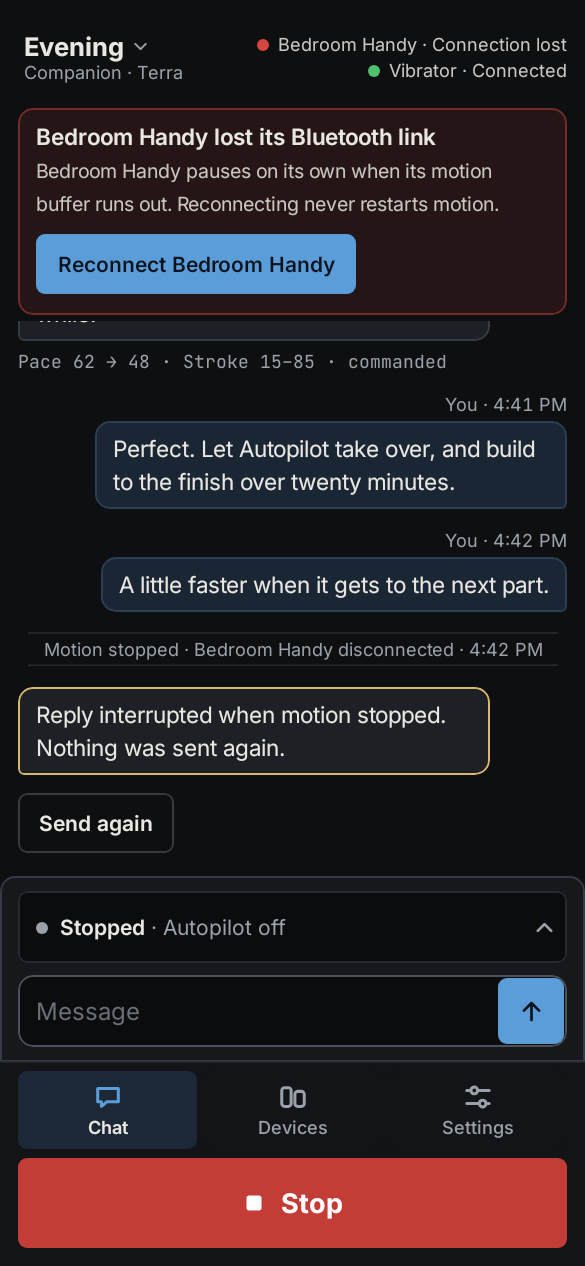 Evening
Companion · Terra
Bedroom Handy · Connection lost
Vibrator · Connected
Bedroom Handy lost its Bluetooth link
Bedroom Handy pauses on its own when its motion
buffer runs out. Reconnecting never restarts motion.
Reconnect Bedroom Handy
Pace 62 → 48 · Stroke 15–85 · commanded
You · 4:41 PM
Perfect. Let Autopilot take over, and build
to the finish over twenty minutes.
You · 4:42 PM
A little faster when it gets to the next part.
Motion stopped · Bedroom Handy disconnected · 4:42 PM
Reply interrupted when motion stopped.
Nothing was sent again.
Send again
Stopped · Autopilot off
Message
Chat
Devices
Settings
Stop